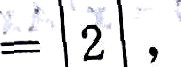 = |2|,